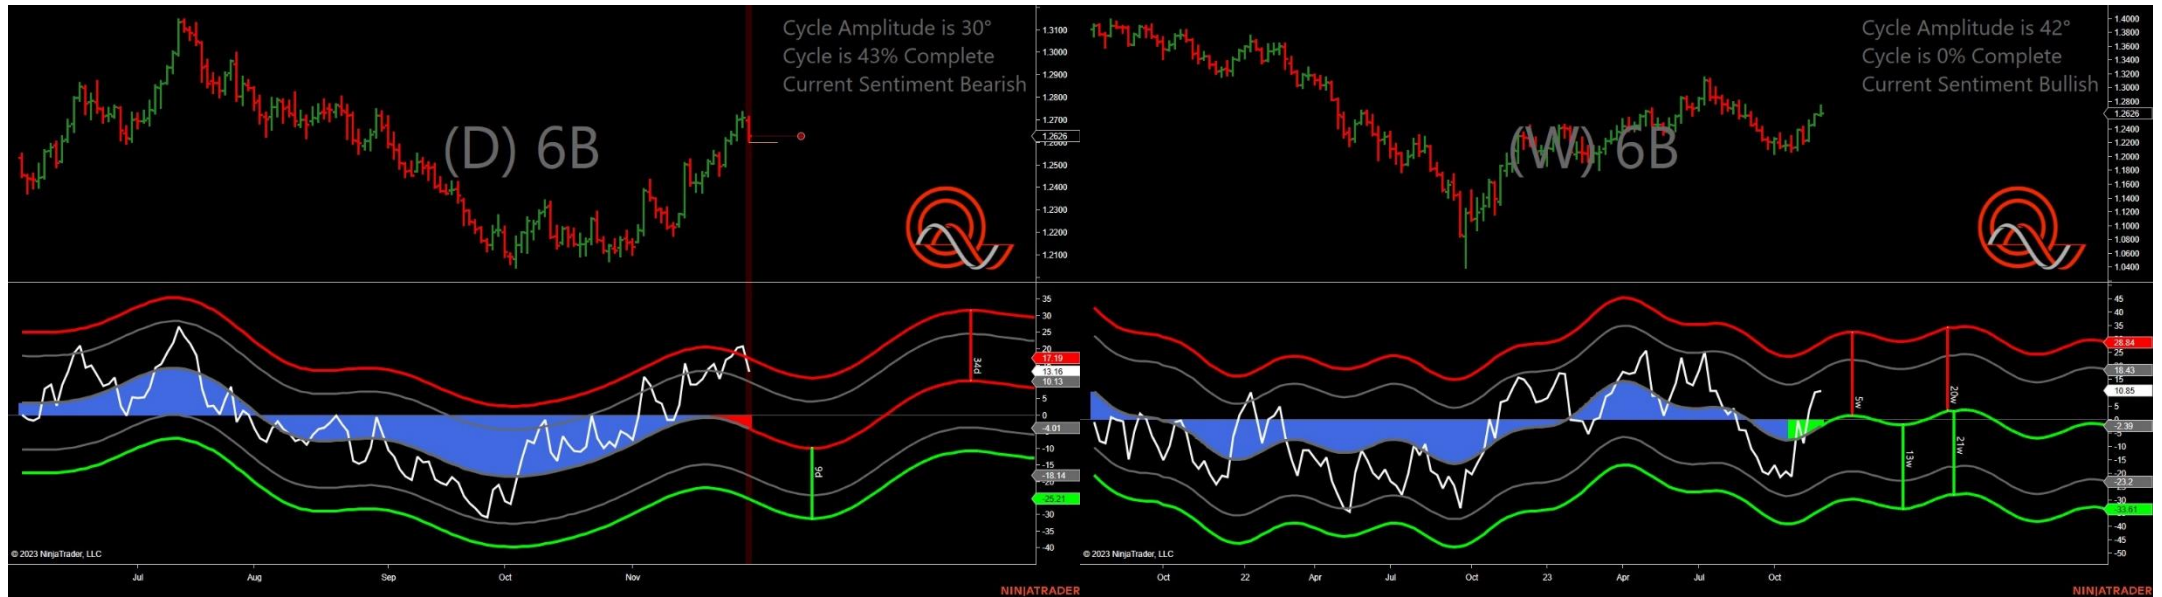 Cycle Amplitude is 30°
Cycle is 43% Complete
Current Sentiment Bearish
(D) 6B
1.3100
1.3000
1.2900
1.2800
1.2700
1.2626
1.2600
1.2500
1.2400
1.2300
1.2200
1.2100
35
30
25
20
17.19
13.16
10.13
5
0
-4.01
-5
-10
-15
-18.14
-20
-25.21
-30
-35
-40
34d
9d
© 2023 NinjaTrader, LLC
Jul
Aug
Sep
Oct
Nov
NINJATRADER
Cycle Amplitude is 42°
Cycle is 0% Complete
Current Sentiment Bullish
(W) 6B
1.4000
1.3800
1.3600
1.3400
1.3200
1.3000
1.2800
1.2626
1.2400
1.2200
1.2000
1.1800
1.1600
1.1400
1.1200
1.1000
1.0800
1.0600
1.0400
45
40
35
28.84
25
18.43
15
10.85
5
0
-2.39
-5
-10
-15
-20
-23.2
-30
-33.61
-40
-45
-50
5w
20w
13w
21w
© 2023 NinjaTrader, LLC
Oct
22
Apr
Jul
Oct
23
Apr
Jul
Oct
NINJATRADER